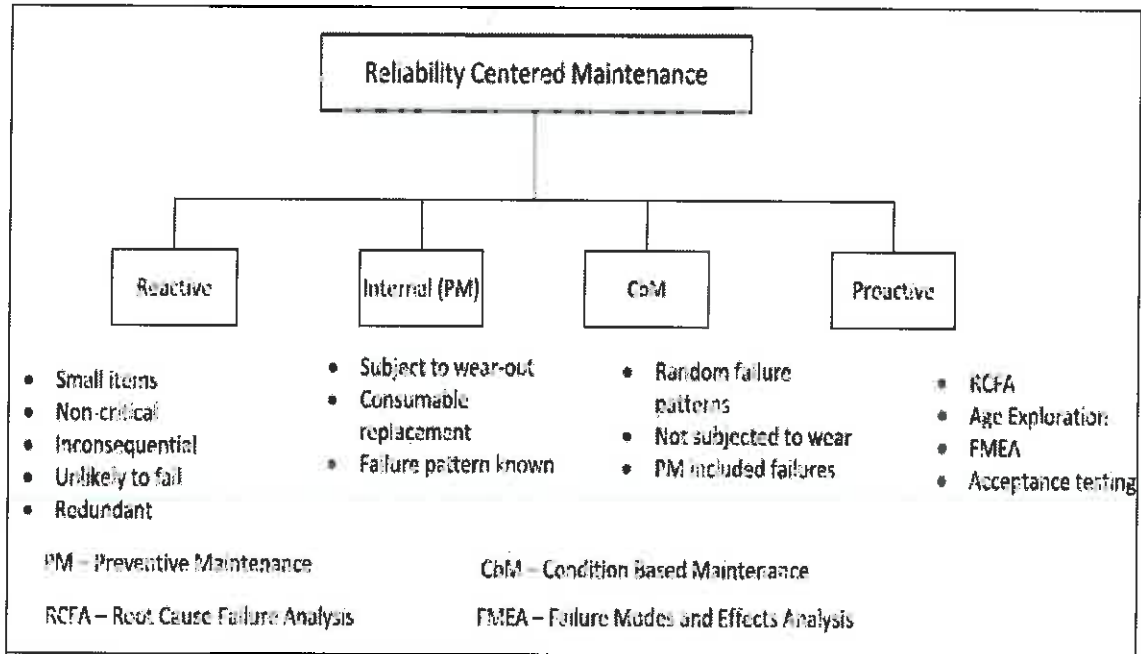 Reliability Centered Maintenance
Reactive
Internal (PM)
CbM
Proactive
• Small items
• Non-critical
• Inconsequential
• Unlikely to fail
• Redundant
• Subject to wear-out
• Consumable
replacement
• Failure pattern known
• Random failure
patterns
• Not subjected to wear
• PM included failures
• RCFA
• Age Exploration
• FMEA
• Acceptance testing
PM – Preventive Maintenance
CbM – Condition Based Maintenance
RCFA – Root Cause Failure Analysis
FMEA – Failure Modes and Effects Analysis